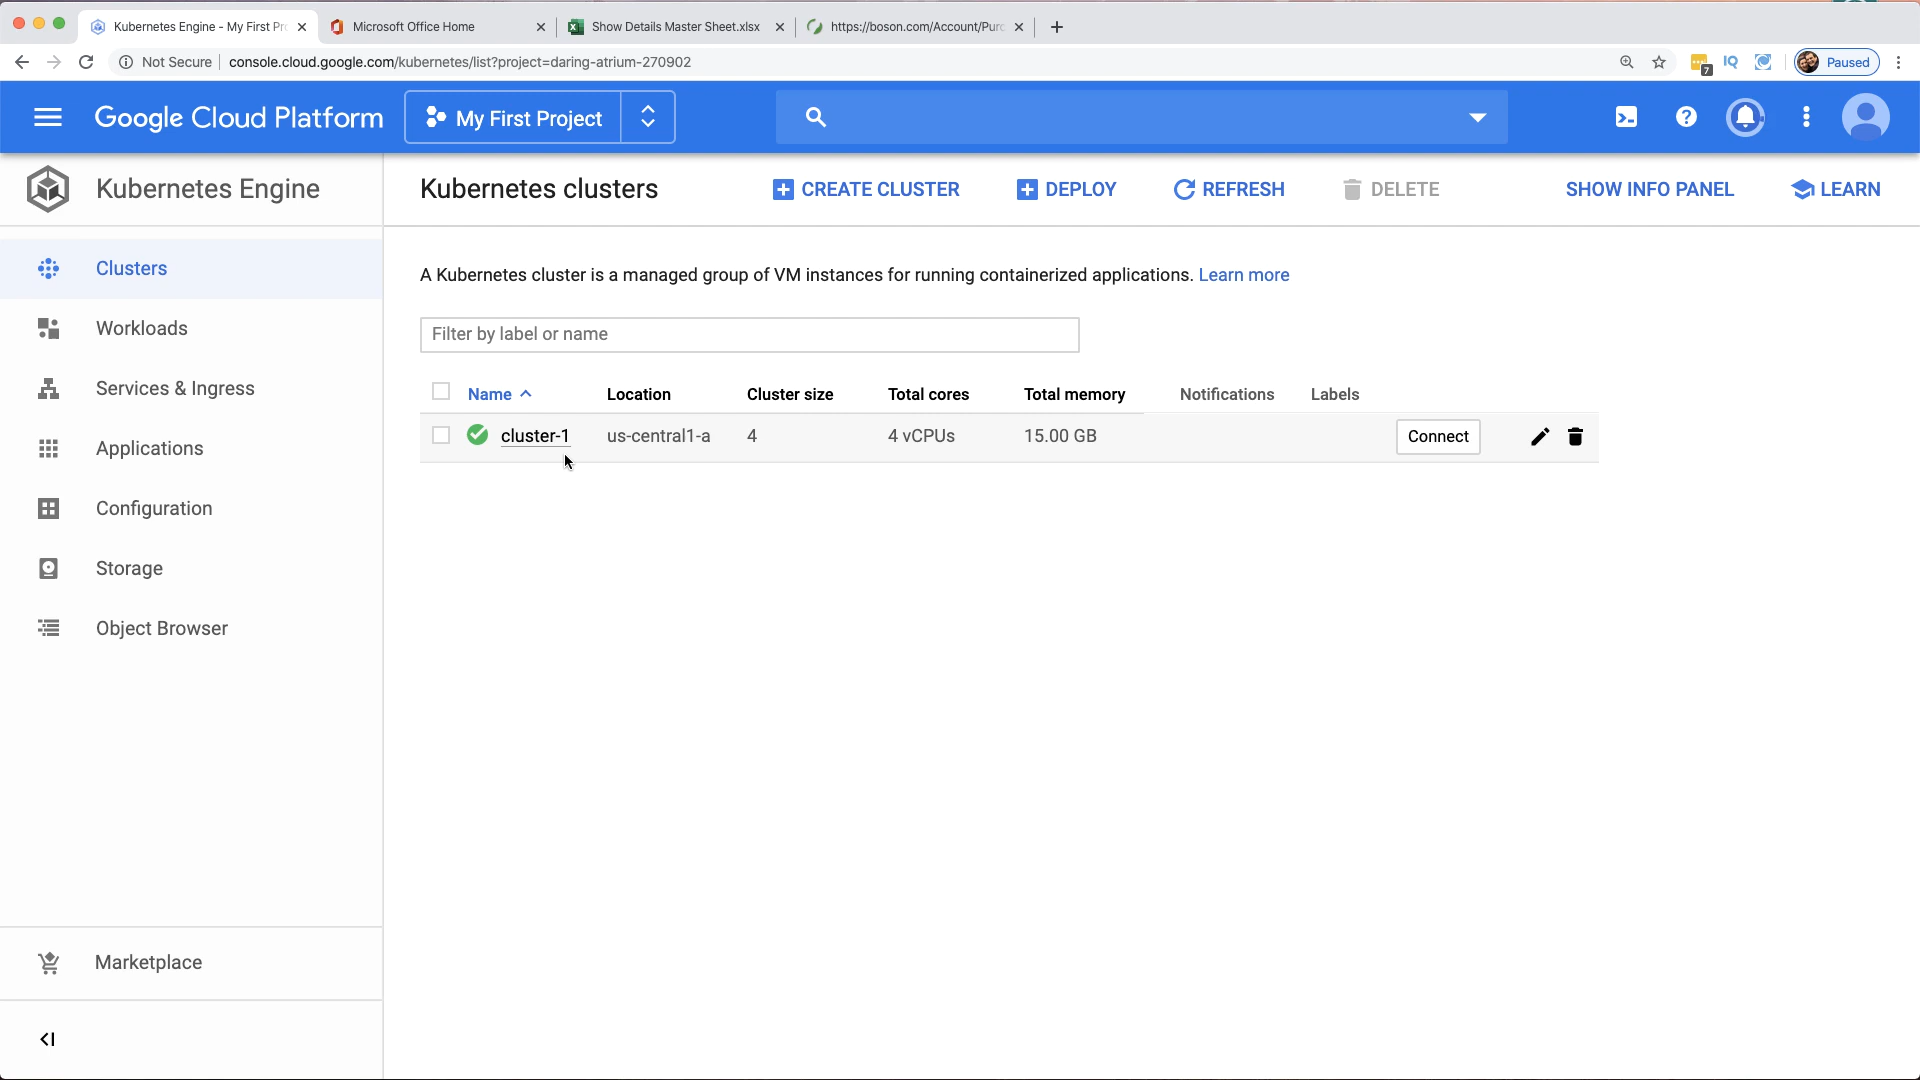 Kubernetes Engine - My First Pr
Microsoft Office Home
Show Details Master Sheet.xlsx
https://boson.com/Account/Purc
Not Secure
console.cloud.google.com/kubernetes/list?project=daring-atrium-270902
7
IQ
Paused
Google Cloud Platform
My First Project
Kubernetes Engine
Kubernetes clusters
CREATE CLUSTER
DEPLOY
REFRESH
DELETE
SHOW INFO PANEL
LEARN
Clusters
Workloads
Services & Ingress
Applications
Configuration
Storage
Object Browser
Marketplace
A Kubernetes cluster is a managed group of VM instances for running containerized applications. Learn more
Filter by label or name
Name Location Cluster size Total cores Total memory Notifications Labels
cluster-1 us-central1-a 4 4 vCPUs 15.00 GB Connect